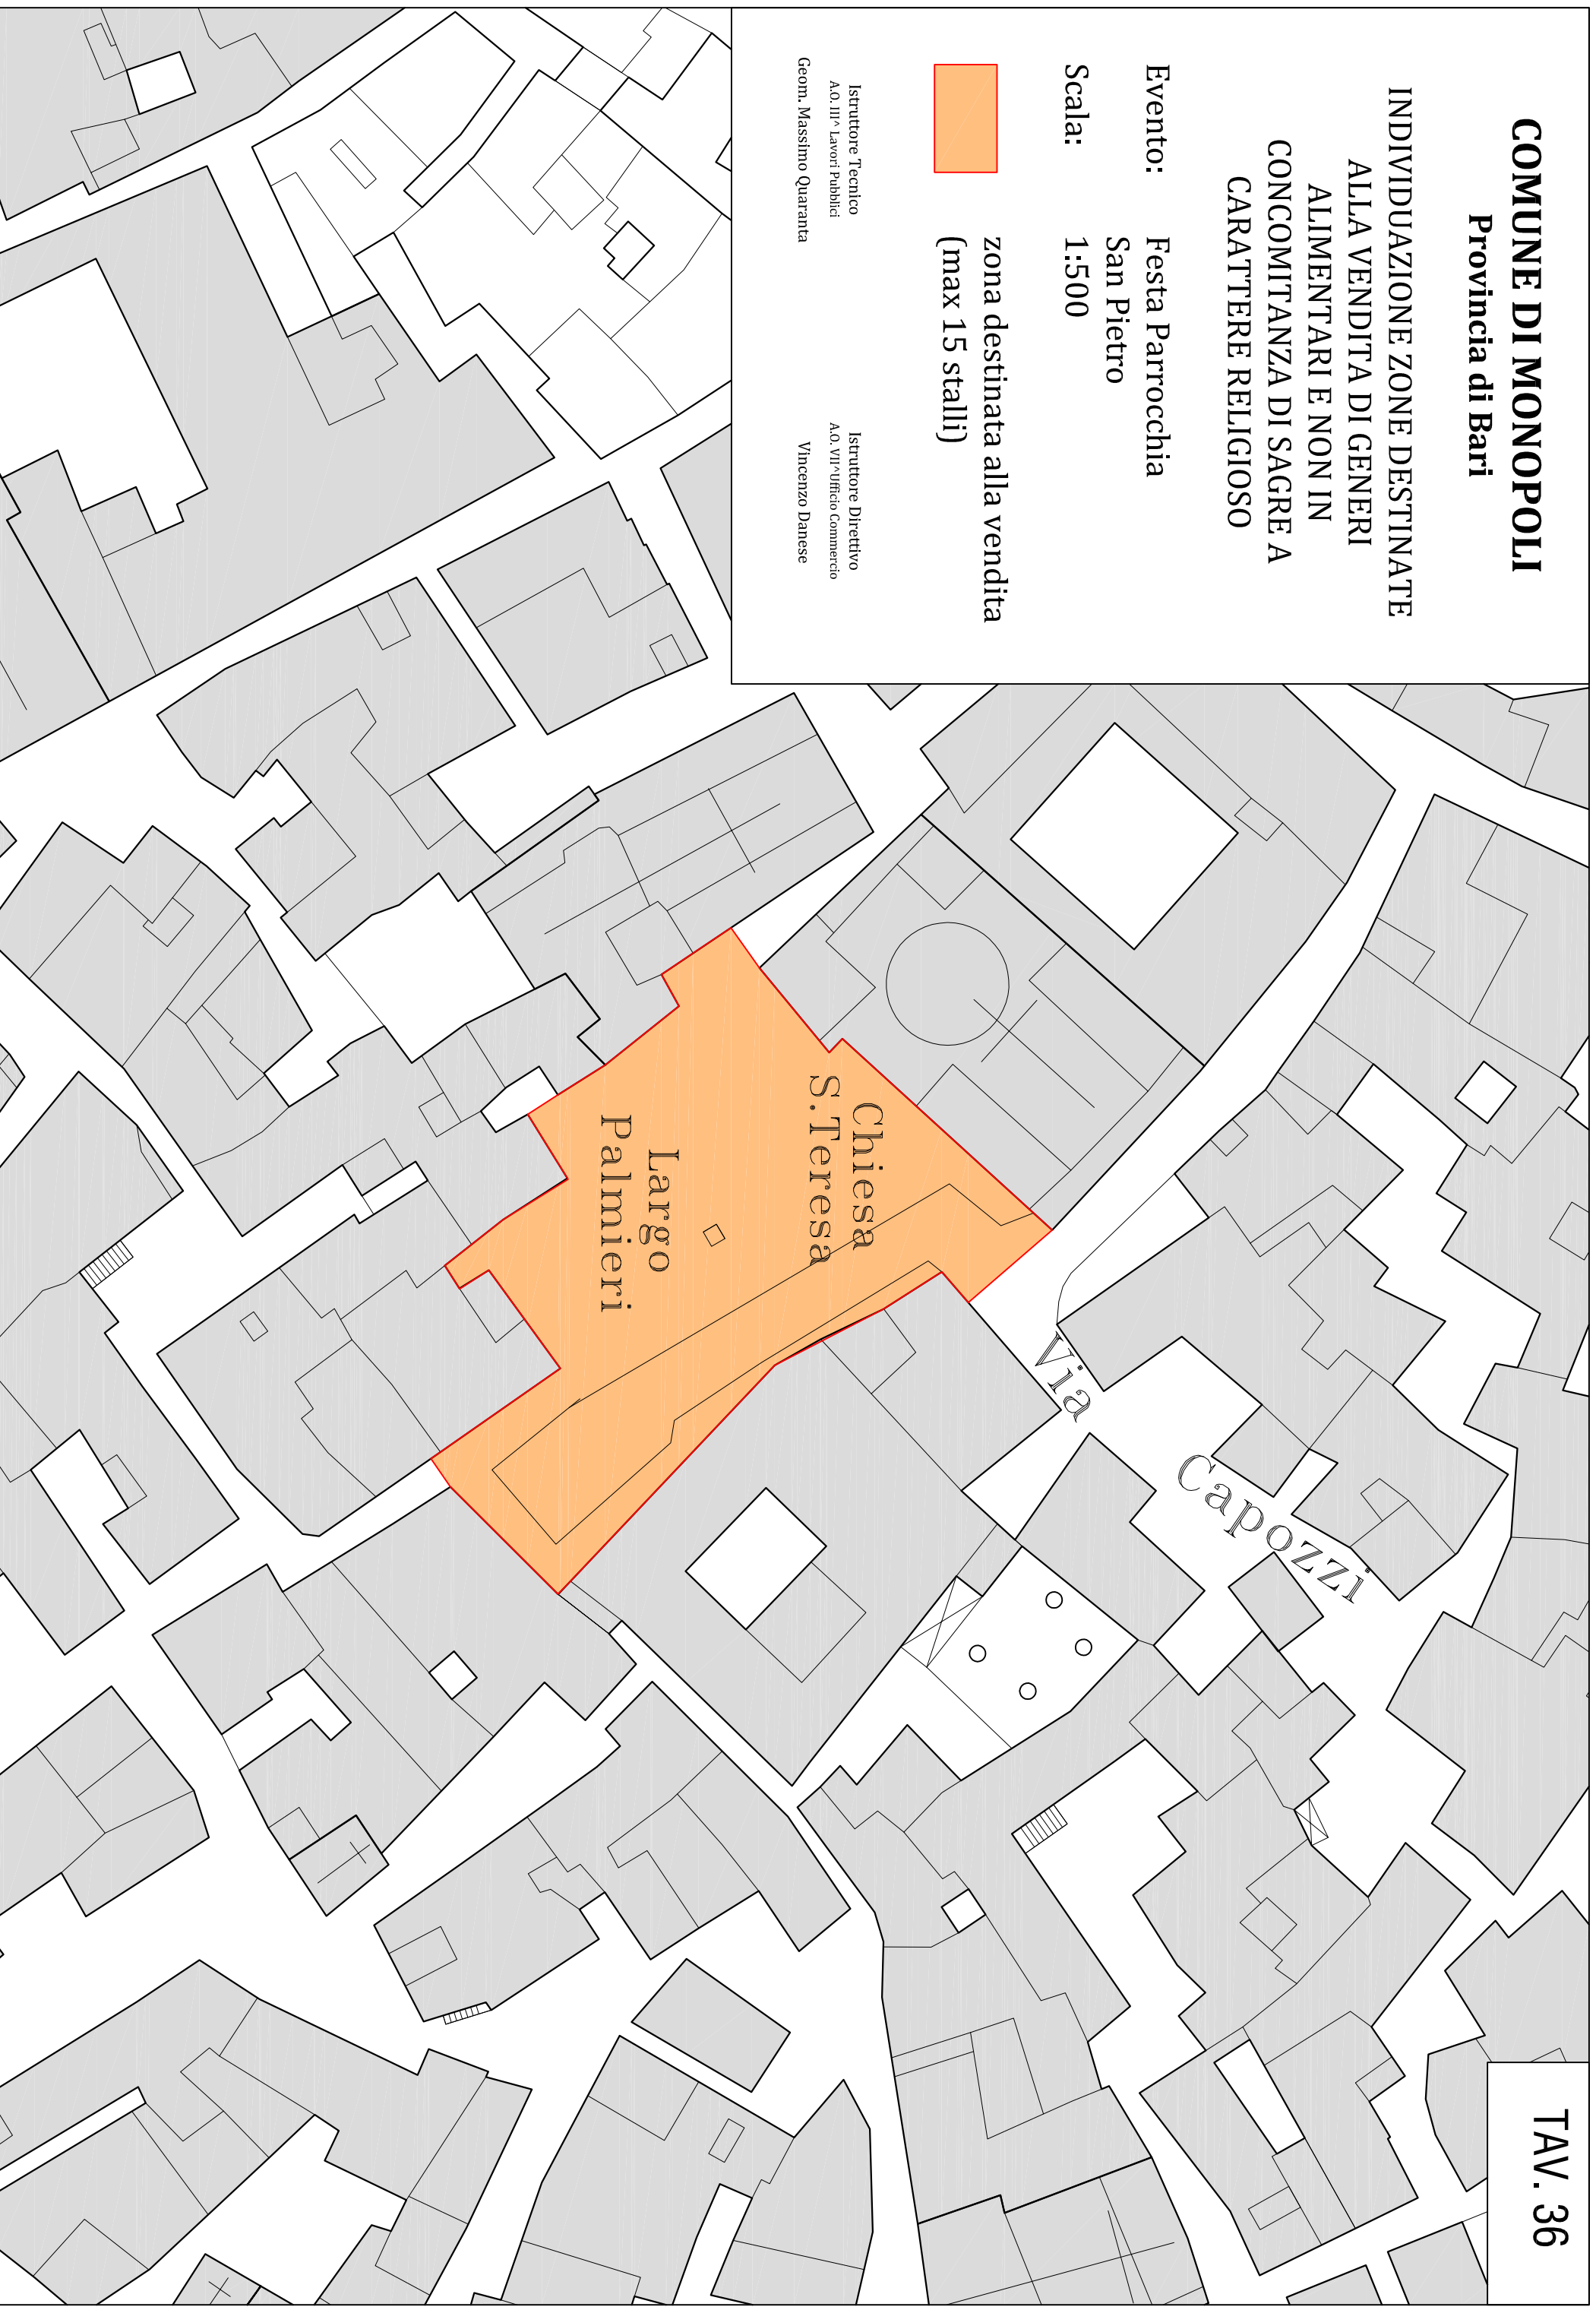 COMUNE DI MONOPOLI
Provincia di Bari
INDIVIDUAZIONE ZONE DESTINATE
ALLA VENDITA DI GENERI
ALIMENTARI E NON IN
CONCOMITANZA DI SAGRE A
CARATTERE RELIGIOSO
Evento: Festa Parrocchia
San Pietro
Scala: 1:500
zona destinata alla vendita
(max 15 stalli)
Istruttore Tecnico
A.O. III^ Lavori Pubblici
Geom. Massimo Quaranta
Istruttore Direttivo
A.O. VII^Ufficio Commercio
Vincenzo Danese
Chiesa
S.Teresa
Largo
Palmieri
Via Capozzi
TAV. 36